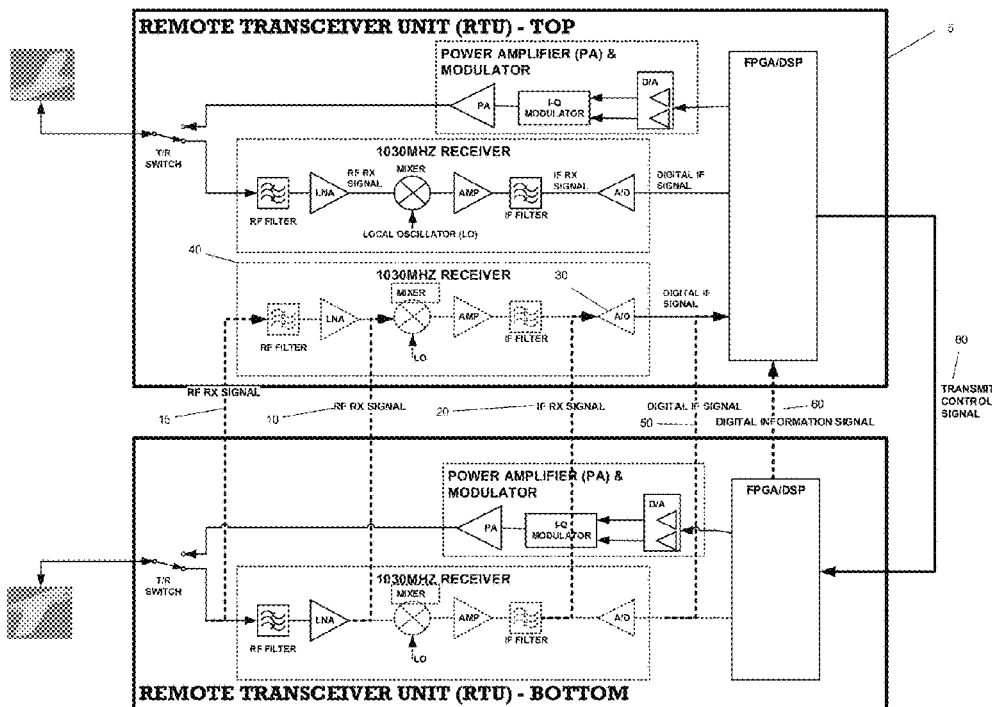 REMOTE TRANSCEIVER UNIT (RTU) - TOP
5
POWER AMPLIFIER (PA) &
MODULATOR
FPGA/DSP
D/A
PA
I-Q
MODULATOR
T/R
SWITCH
1030MHZ RECEIVER
MIXER
RF RX
SIGNAL
IF RX
SIGNAL
DIGITAL IF
SIGNAL
LNA
AMP
A/D
RF FILTER
IF FILTER
LOCAL OSCILLATOR (LO)
40
1030MHZ RECEIVER
30
MIXER
DIGITAL IF
SIGNAL
LNA
AMP
A/D
RF FILTER
IF FILTER
LO
80
RF RX SIGNAL
15
10
RF RX SIGNAL
20
IF RX SIGNAL
DIGITAL IF SIGNAL
50
60
DIGITAL INFORMATION SIGNAL
TRANSMIT
CONTROL
SIGNAL
POWER AMPLIFIER (PA) &
MODULATOR
FPGA/DSP
D/A
PA
I-Q
MODULATOR
T/R
SWITCH
1030MHZ RECEIVER
MIXER
LNA
AMP
A/D
RF FILTER
IF FILTER
LO
REMOTE TRANSCEIVER UNIT (RTU) - BOTTOM